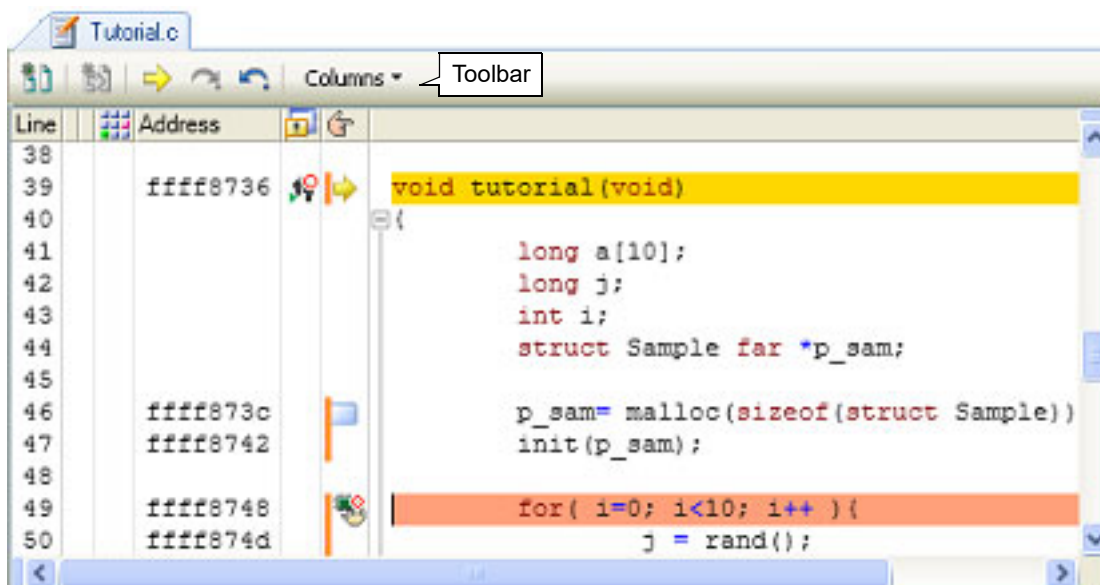 Tutorial.c
Columns Toolbar
Line Address
38
39 ffff8736 void tutorial(void)
40 {
41 long a[10];
42 long j;
43 int i;
44 struct Sample far *p_sam;
45
46 ffff873c p_sam= malloc(sizeof(struct Sample))
47 ffff8742 init(p_sam);
48
49 ffff8748 for( i=0; i<10; i++ ){
50 ffff874d j = rand();